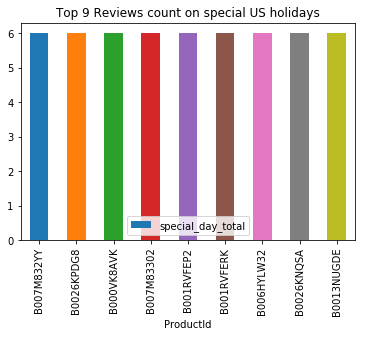 Top 9 Reviews count on special US holidays
6
5
4
3
2
1
0
special_day_total
B007M832YY
B0026KPDG8
B000VK8AVK
B007M83302
B001RVFEP2
B001RVFERK
B006HYLW32
B0026KNQSA
B0013NUGDE
ProductId